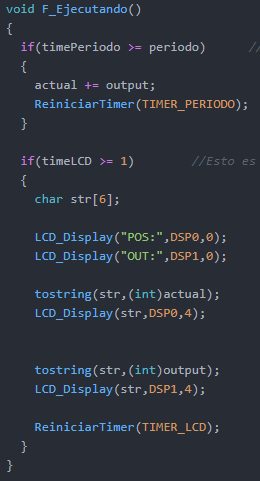 void F_Ejecutando()
{
  if(timePeriodo >= periodo)      //
  {
    actual += output;
    ReiniciarTimer(TIMER_PERIODO);
  }

  if(timeLCD >= 1)        //Esto es
  {
    char str[6];

    LCD_Display("POS:",DSP0,0);
    LCD_Display("OUT:",DSP1,0);

    tostring(str,(int)actual);
    LCD_Display(str,DSP0,4);


    tostring(str,(int)output);
    LCD_Display(str,DSP1,4);

    ReiniciarTimer(TIMER_LCD);
  }
}